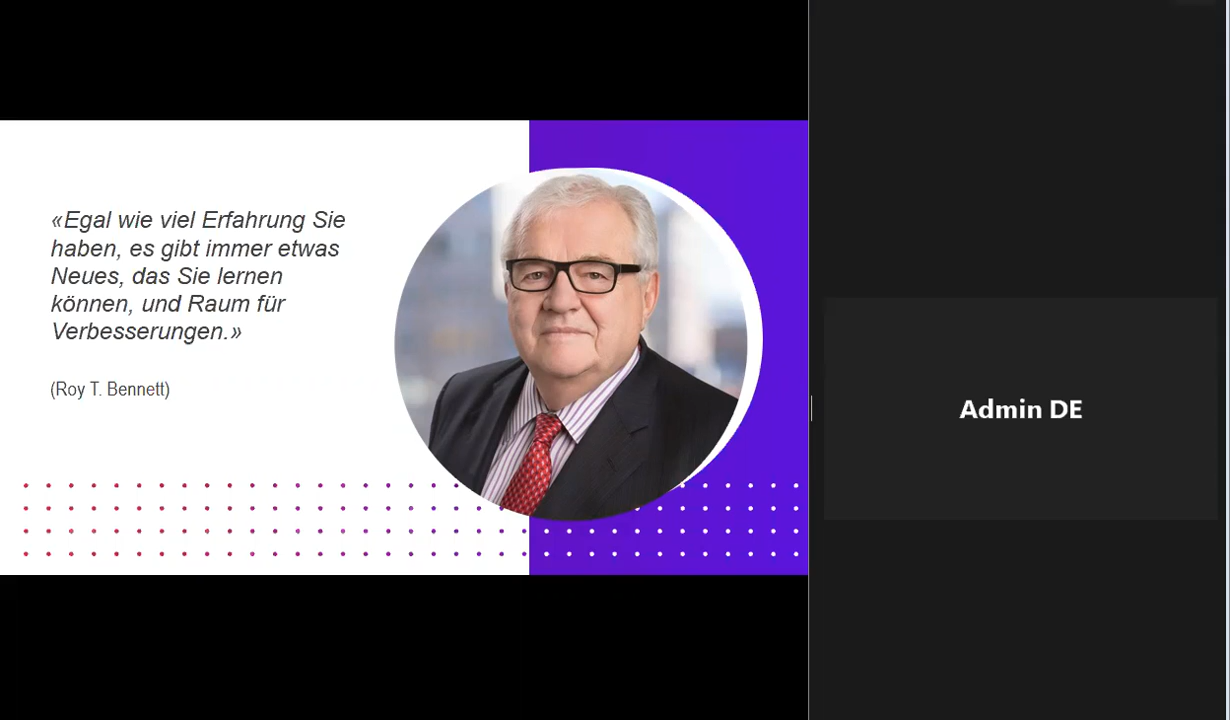 «Egal wie viel Erfahrung Sie
haben, es gibt immer etwas
Neues, das Sie lernen
können, und Raum für
Verbesserungen.»
(Roy T. Bennett)
Admin DE